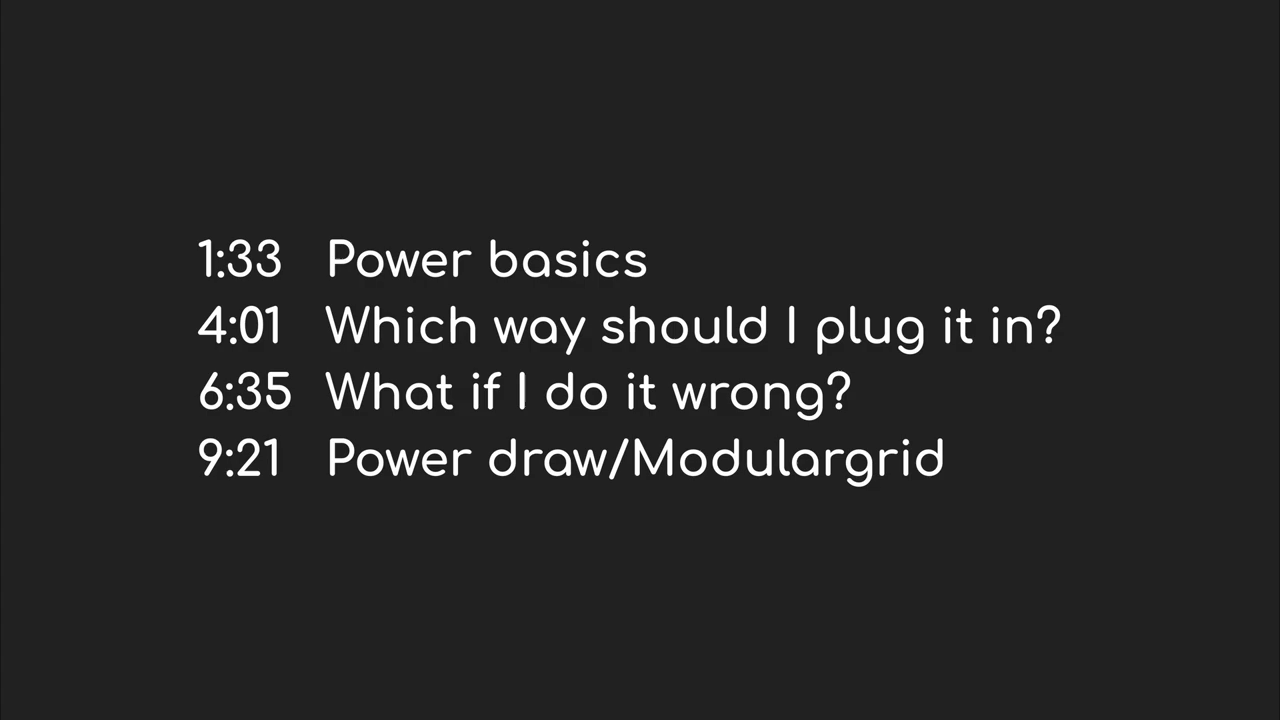 1:33 Power basics
4:01 Which way should I plug it in?
6:35 What if I do it wrong?
9:21 Power draw/Modulargrid